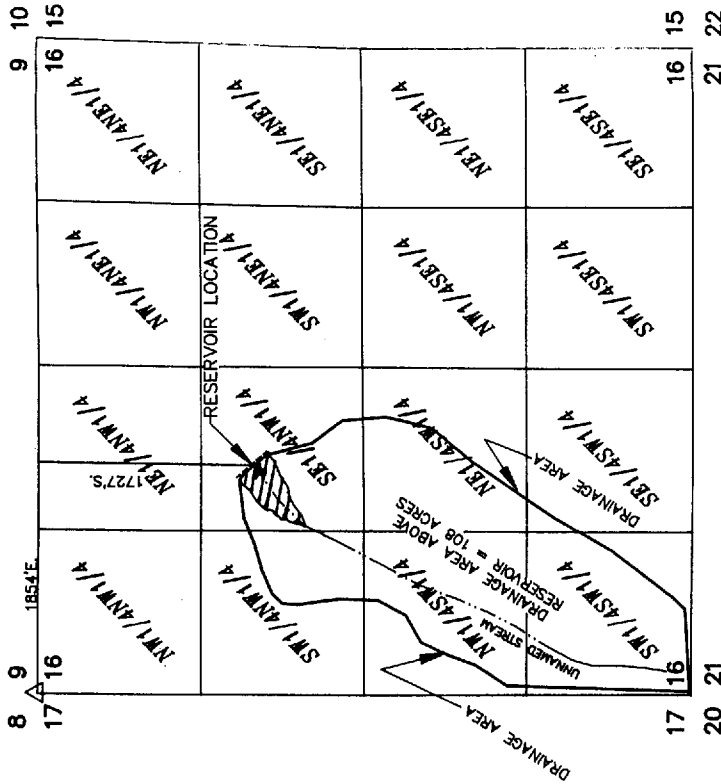 8 9
9 10
17 16
16 15
1854'E.
1727'S.
NW1/4NW1/4
NE1/4NW1/4
NW1/4NE1/4
NE1/4NE1/4
RESERVOIR LOCATION
SW1/4NW1/4
SE1/4NW1/4
SW1/4NE1/4
SE1/4NE1/4
DRAINAGE AREA ABOVE
RESERVOIR = 108 ACRES
UNNAMED STREAM
NW1/4SW1/4
NE1/4SW1/4
NW1/4SE1/4
NE1/4SE1/4
DRAINAGE AREA
DRAINAGE AREA
SW1/4SW1/4
SE1/4SW1/4
SW1/4SE1/4
SE1/4SE1/4
17 16
16 15
20 21
21 22